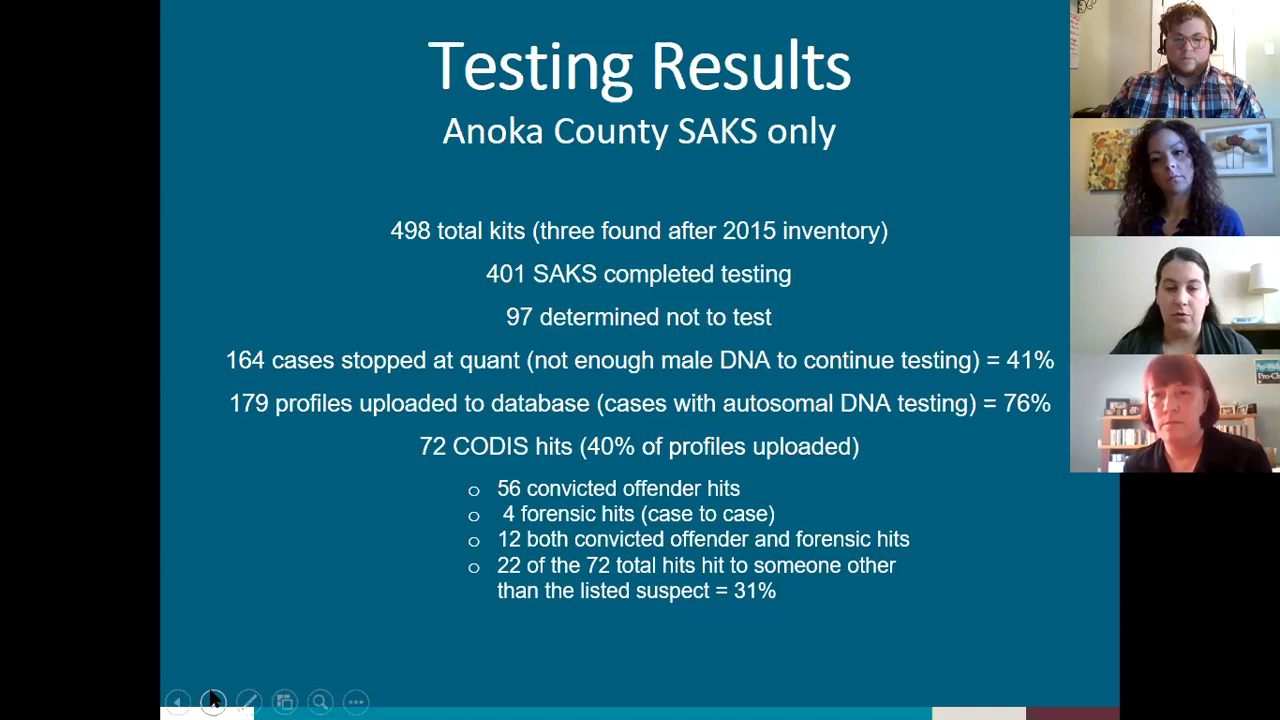 Testing Results
Anoka County SAKS only
498 total kits (three found after 2015 inventory)
401 SAKS completed testing
97 determined not to test
164 cases stopped at quant (not enough male DNA to continue testing) = 41%
179 profiles uploaded to database (cases with autosomal DNA testing) = 76%
72 CODIS hits (40% of profiles uploaded)
o 56 convicted offender hits
o 4 forensic hits (case to case)
o 12 both convicted offender and forensic hits
o 22 of the 72 total hits hit to someone other
than the listed suspect = 31%